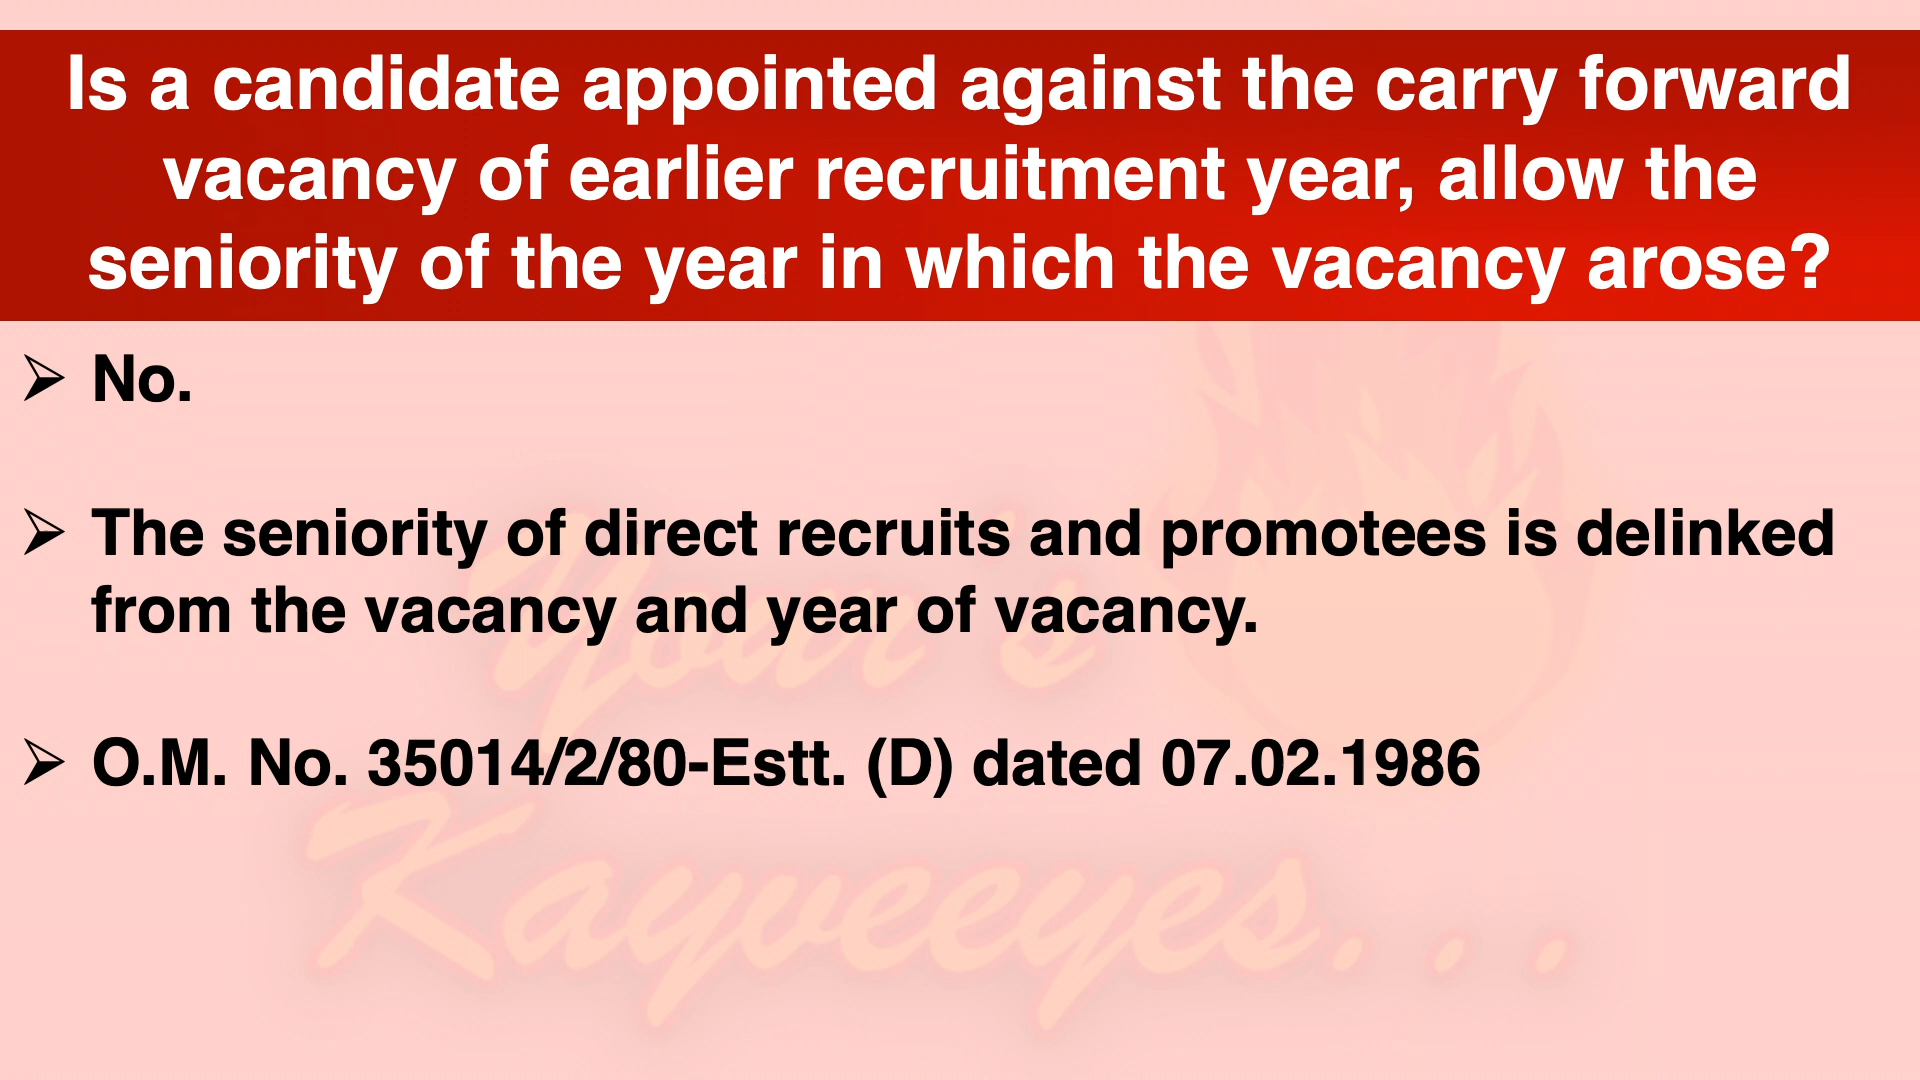 Is a candidate appointed against the carry forward
vacancy of earlier recruitment year, allow the
seniority of the year in which the vacancy arose?
➢ No.
➢ The seniority of direct recruits and promotees is delinked
from the vacancy and year of vacancy.
➢ O.M. No. 35014/2/80-Estt. (D) dated 07.02.1986
Your's
Kayveeyes. . .